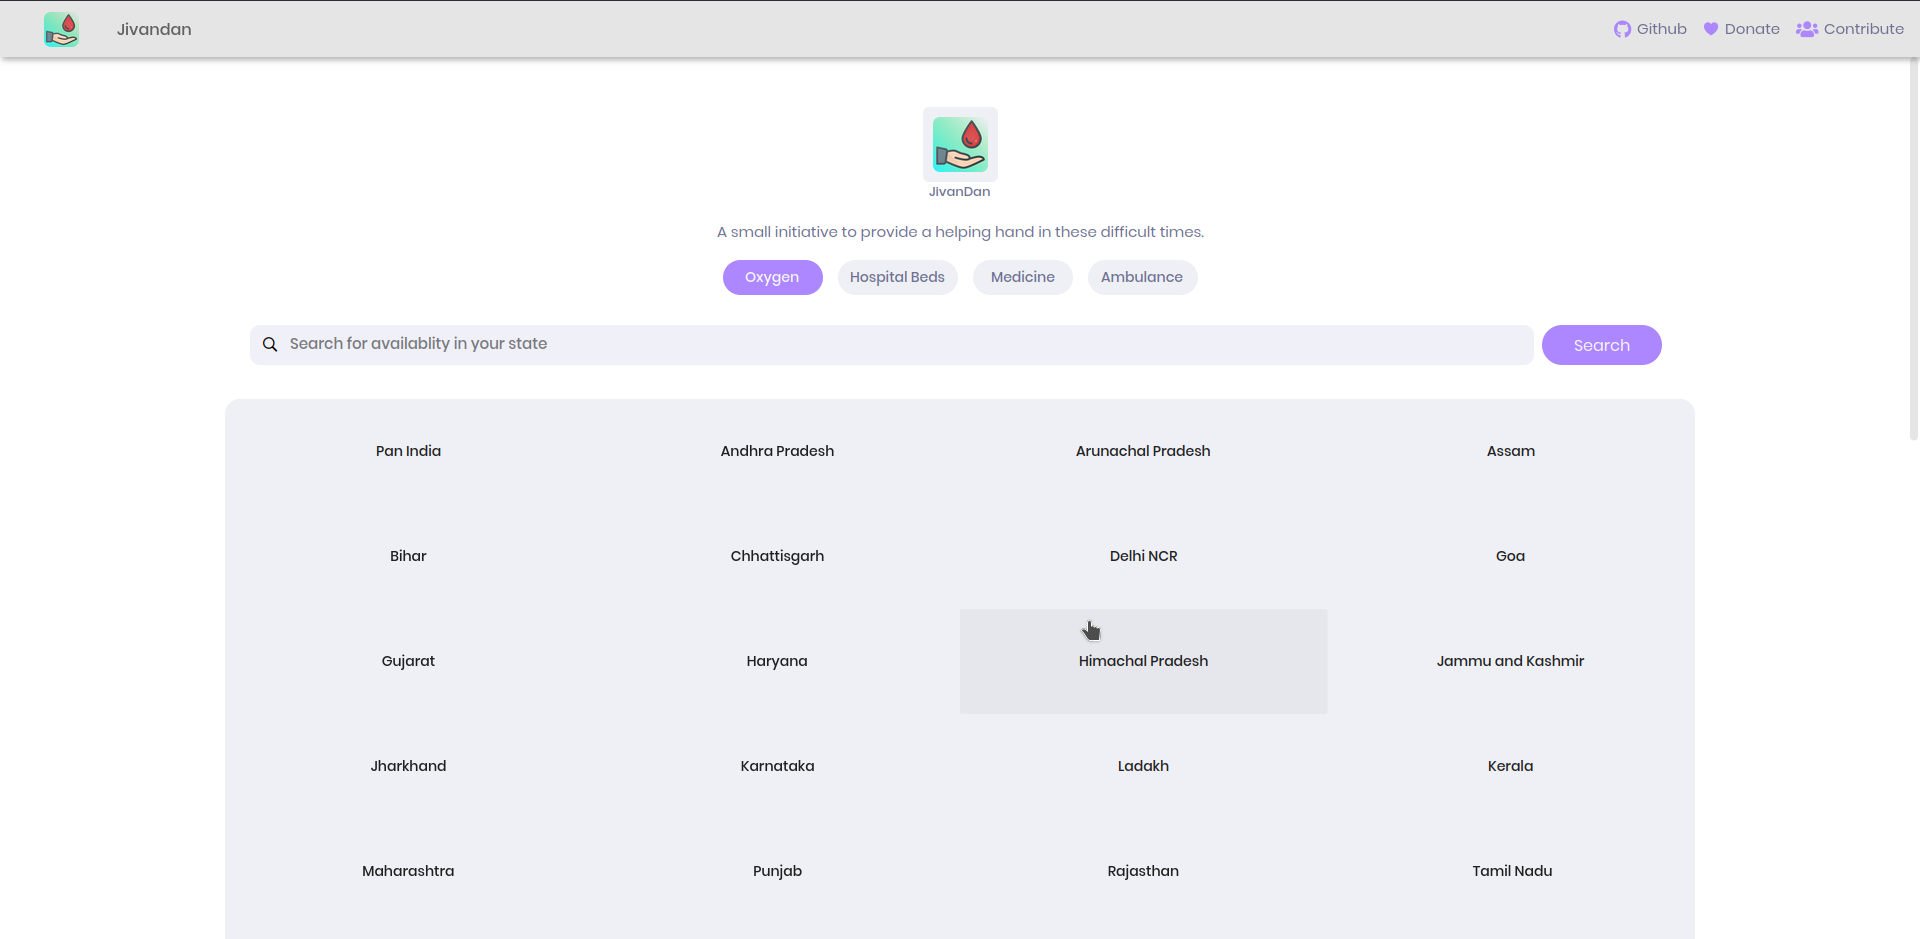 Jivandan
Github Donate Contribute
JivanDan
A small initiative to provide a helping hand in these difficult times.
Oxygen Hospital Beds Medicine Ambulance
Search for availablity in your state Search
Pan India Andhra Pradesh Arunachal Pradesh Assam
Bihar Chhattisgarh Delhi NCR Goa
Gujarat Haryana Himachal Pradesh Jammu and Kashmir
Jharkhand Karnataka Ladakh Kerala
Maharashtra Punjab Rajasthan Tamil Nadu